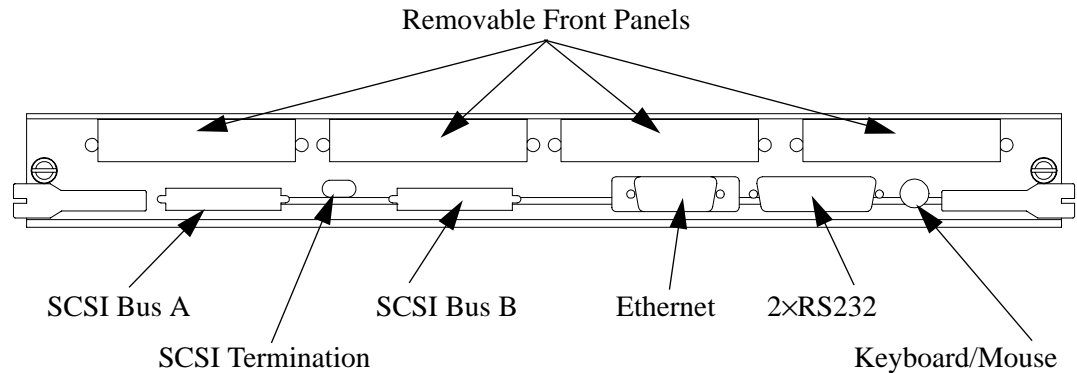 Removable Front Panels
SCSI Bus A
SCSI Bus B
Ethernet
2×RS232
SCSI Termination
Keyboard/Mouse